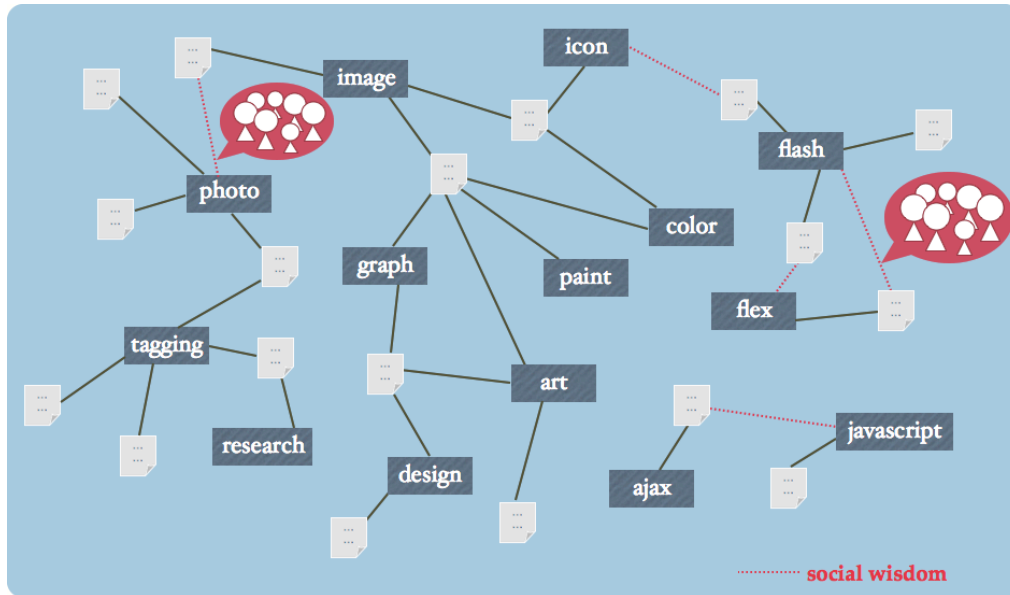 icon
image
flash
photo
color
graph
paint
flex
tagging
art
research
javascript
design
ajax
social wisdom